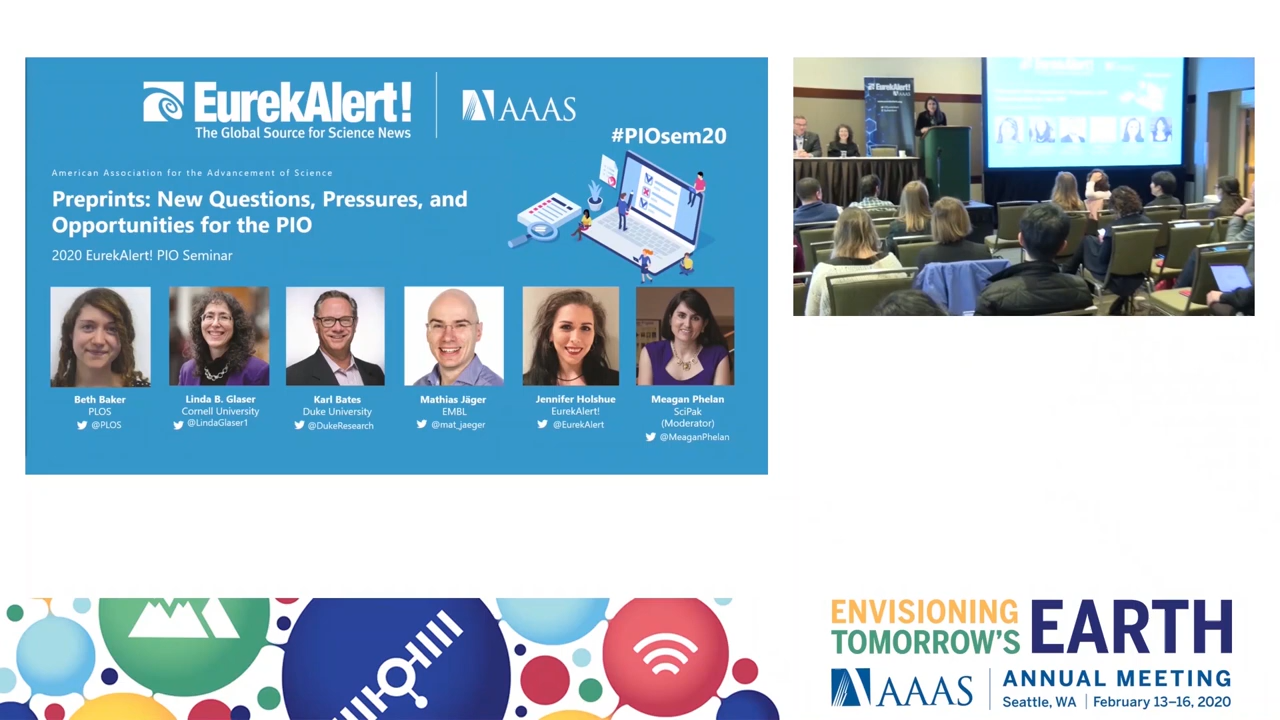 EurekAlert!
The Global Source for Science News
AAAS
#PIOsem20
American Association for the Advancement of Science
Preprints: New Questions, Pressures, and
Opportunities for the PIO
2020 EurekAlert! PIO Seminar
Beth Baker
PLOS
@PLOS
Linda B. Glaser
Cornell University
@LindaGlaser1
Karl Bates
Duke University
@DukeResearch
Mathias Jäger
EMBL
@mat_jaeger
Jennifer Holshue
EurekAlert!
@EurekAlert
Meagan Phelan
SciPak
(Moderator)
@MeaganPhelan
EurekAlert!
AAAS
ENVISIONING
TOMORROW'S
EARTH
AAAS
ANNUAL MEETING
Seattle, WA | February 13–16, 2020